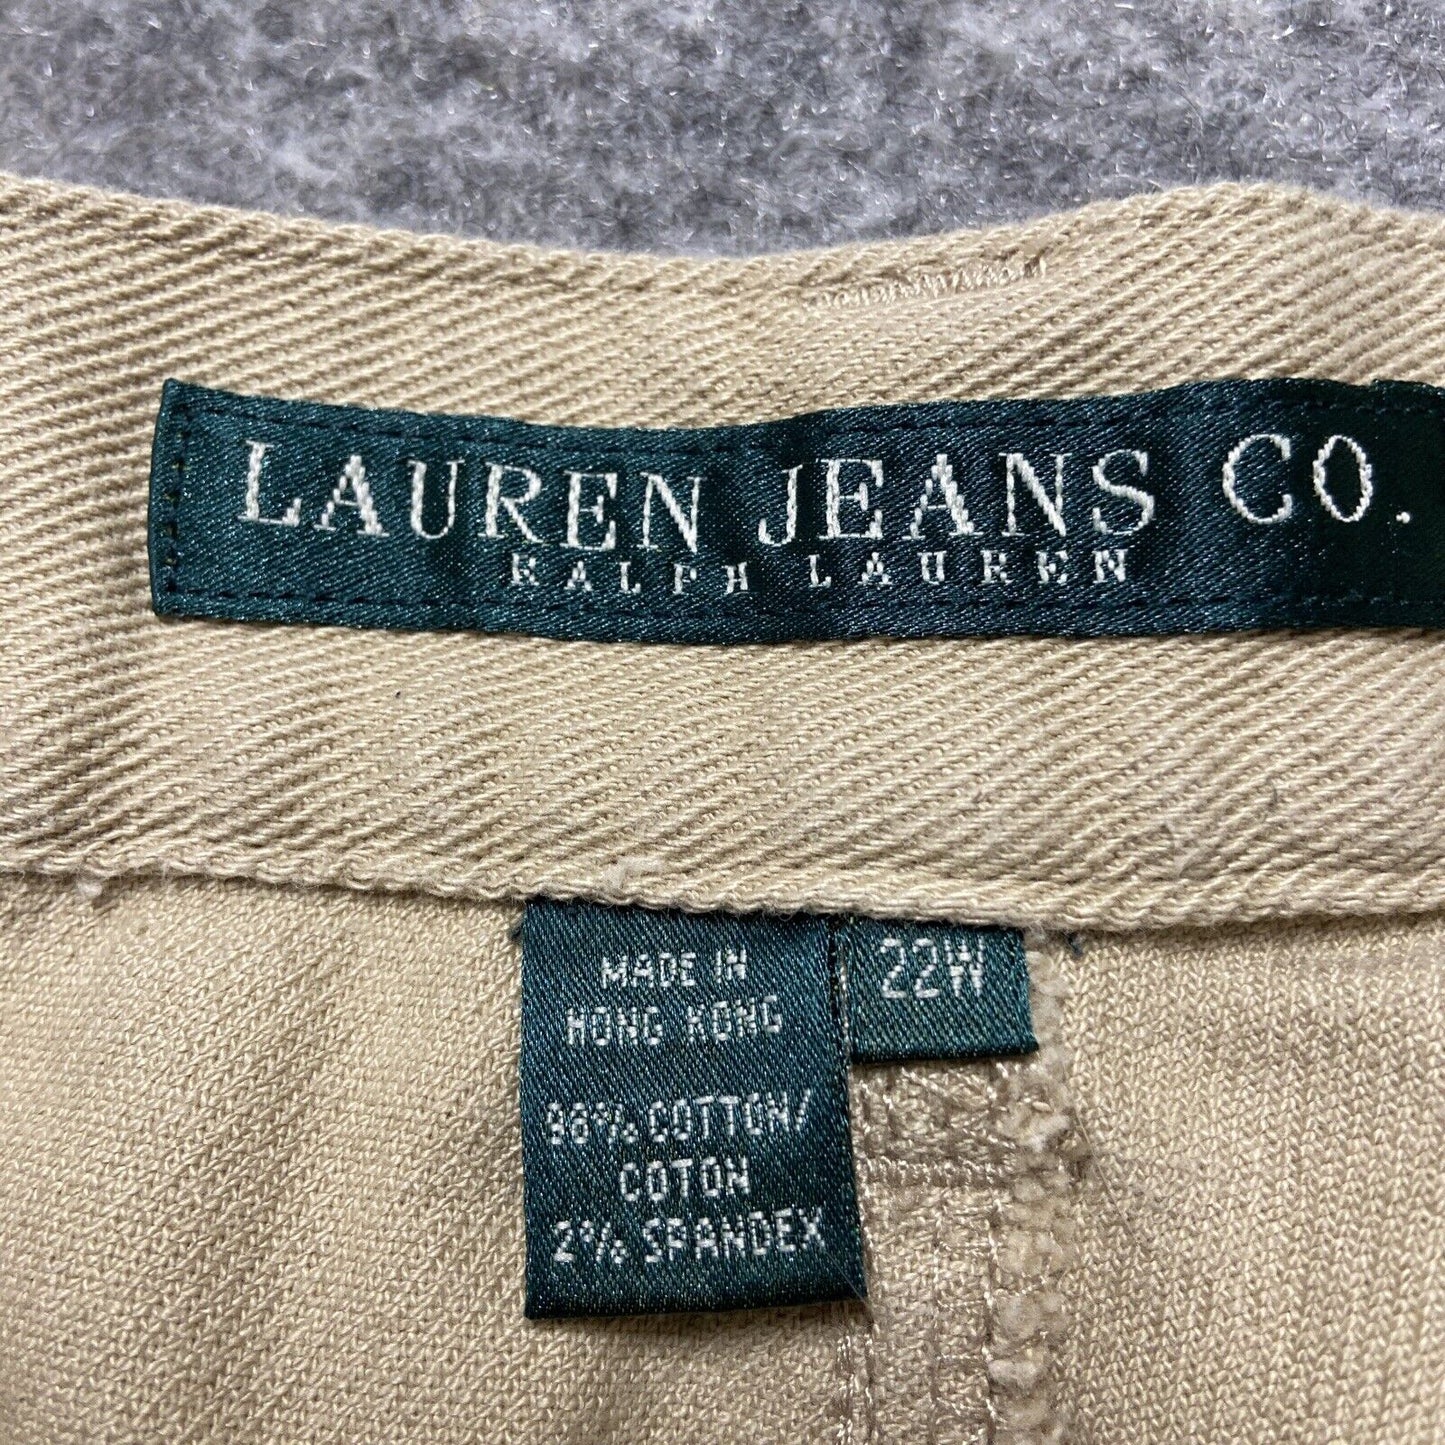 LAUREN JEANS CO.
RALPH LAUREN
MADE IN
HONG KONG
22W
98% COTTON/
COTON
2% SPANDEX